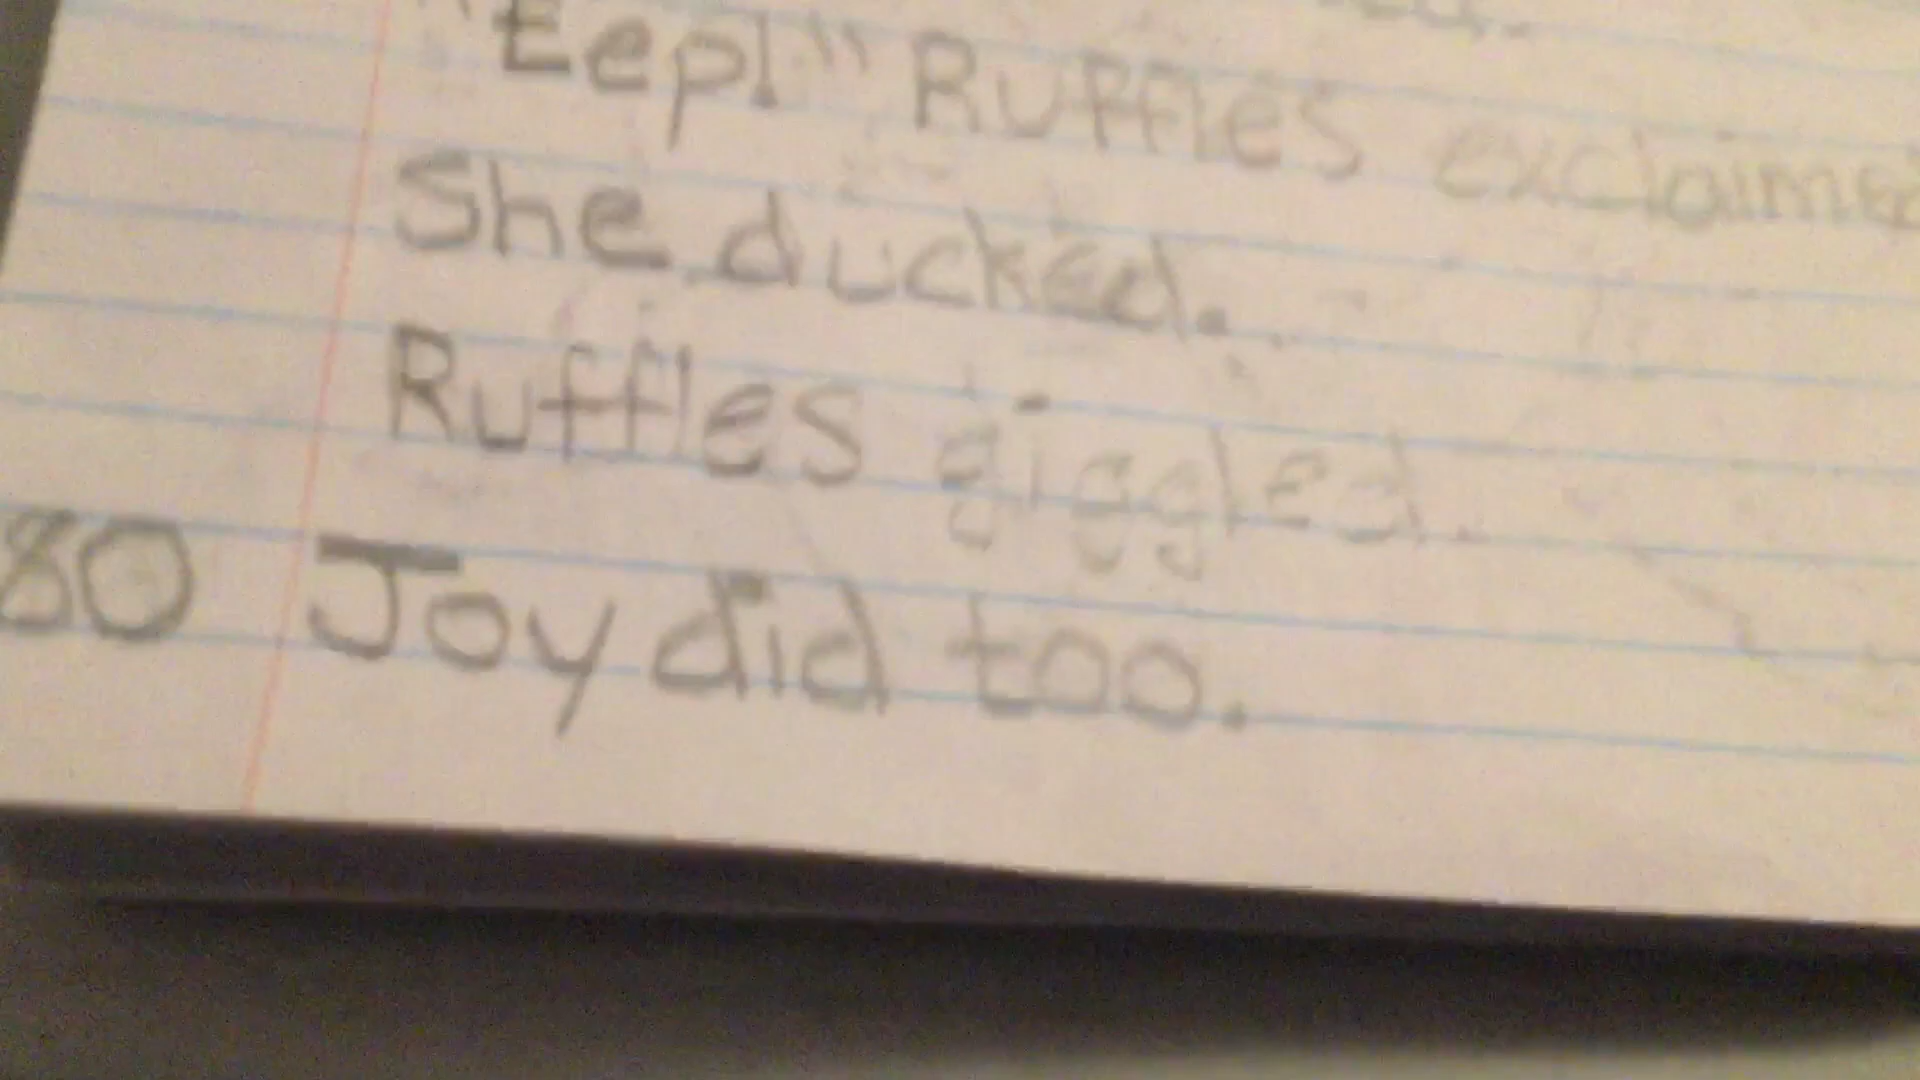 "Eep!" Ruffles exclaimed
She ducked.
Ruffles giggled.
80 Joy did too.